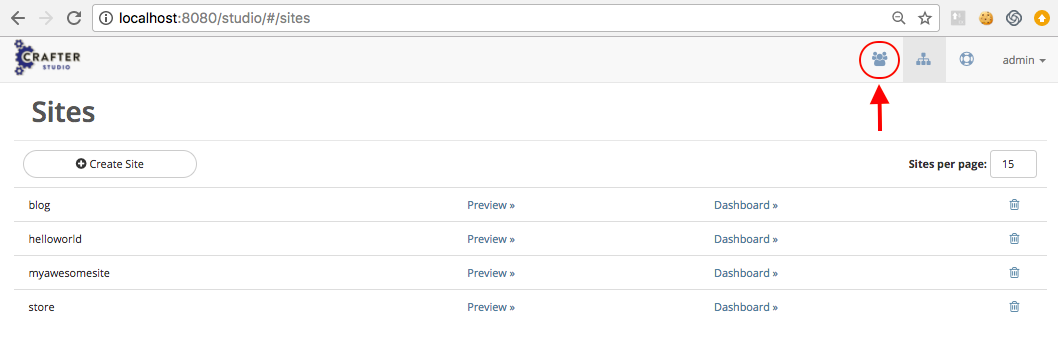 localhost:8080/studio/#/sites
CRAFTER
STUDIO
admin
Sites
Create Site
Sites per page: 15
blog Preview » Dashboard »
helloworld Preview » Dashboard »
myawesomesite Preview » Dashboard »
store Preview » Dashboard »